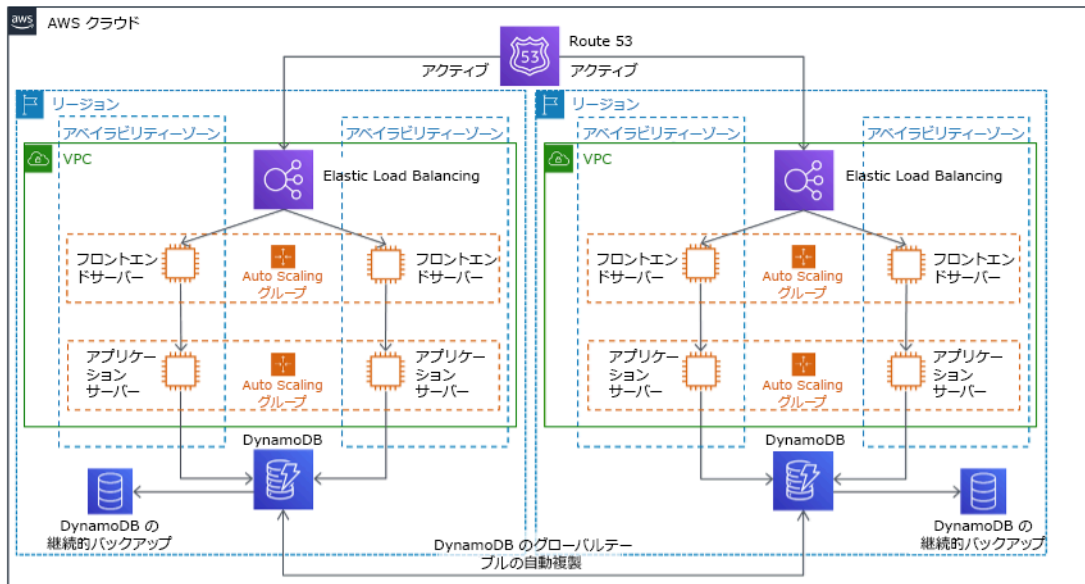 aws
AWS クラウド
Route 53
53
アクティブ
アクティブ
リージョン
アベイラビリティーゾーン
アベイラビリティーゾーン
VPC
Elastic Load Balancing
フロントエン
ドサーバー
Auto Scaling
グループ
フロントエン
ドサーバー
アプリケー
ション
サーバー
Auto Scaling
グループ
アプリケー
ション
サーバー
DynamoDB
DynamoDB の
継続的バックアップ
リージョン
アベイラビリティーゾーン
アベイラビリティーゾーン
VPC
Elastic Load Balancing
フロントエン
ドサーバー
Auto Scaling
グループ
フロントエン
ドサーバー
アプリケー
ション
サーバー
Auto Scaling
グループ
アプリケー
ション
サーバー
DynamoDB
DynamoDB の
継続的バックアップ
DynamoDB のグローバルテー
ブルの自動複製